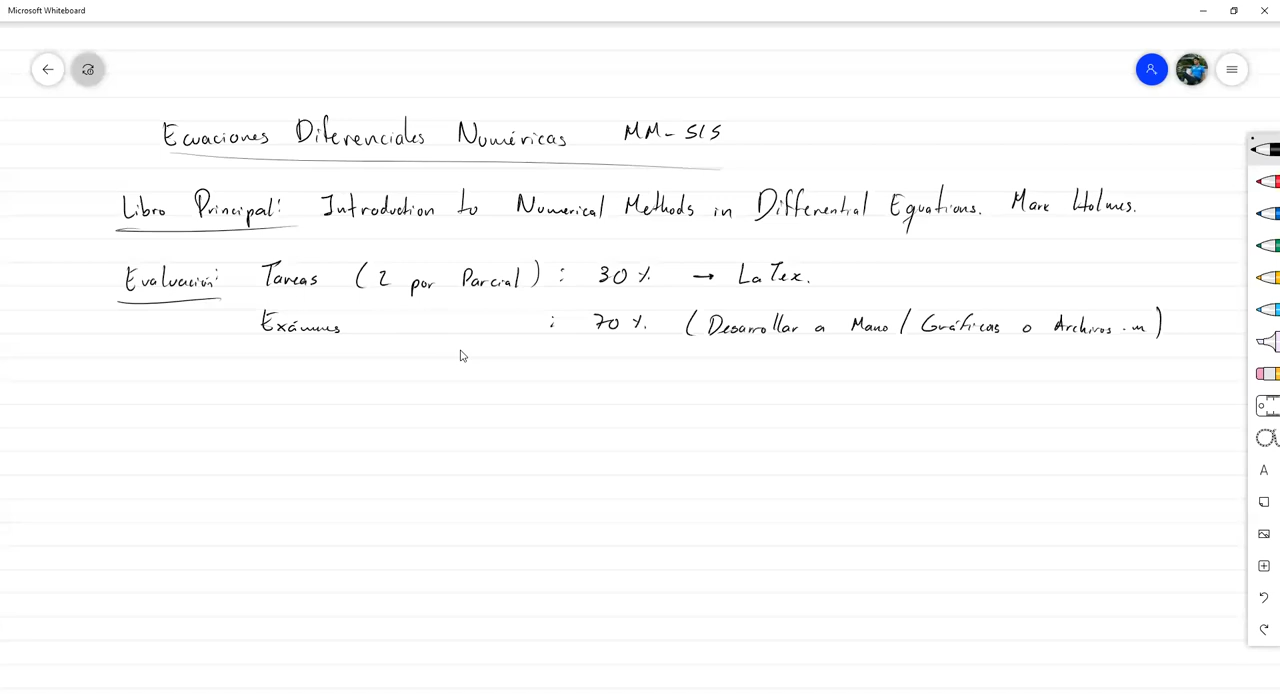 Microsoft Whiteboard
Ecuaciones Diferenciales Numéricas MM-515
Libro Principal: Introduction to Numerical Methods in Differential Equations. Mark Holmes.
Evaluación: Tareas (2 por Parcial) : 30% → LaTex.
Exámenes : 70%. (Desarrollar a Mano / Gráficas o Archivos .m)
A